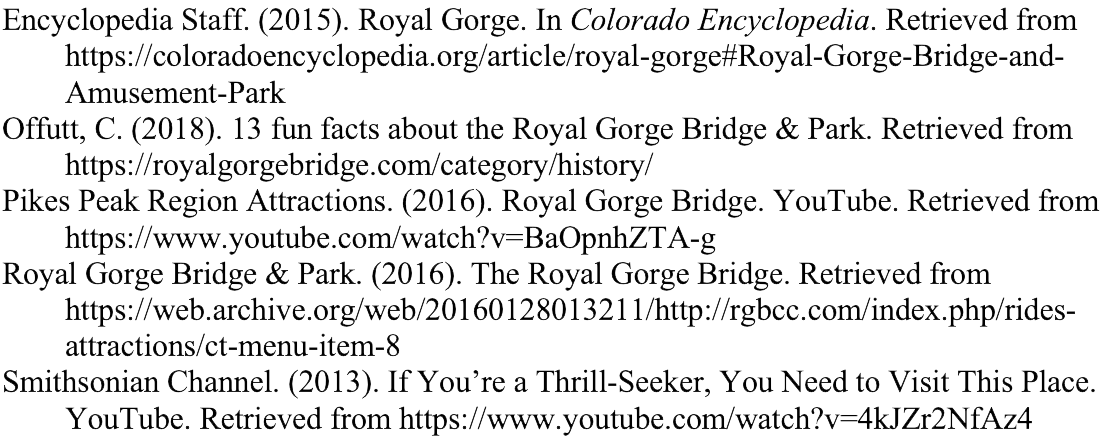 Encyclopedia Staff. (2015). Royal Gorge. In Colorado Encyclopedia. Retrieved from
https://coloradoencyclopedia.org/article/royal-gorge#Royal-Gorge-Bridge-and-
Amusement-Park
Offutt, C. (2018). 13 fun facts about the Royal Gorge Bridge & Park. Retrieved from
https://royalgorgebridge.com/category/history/
Pikes Peak Region Attractions. (2016). Royal Gorge Bridge. YouTube. Retrieved from
https://www.youtube.com/watch?v=BaOpnhZTA-g
Royal Gorge Bridge & Park. (2016). The Royal Gorge Bridge. Retrieved from
https://web.archive.org/web/20160128013211/http://rgbcc.com/index.php/rides-
attractions/ct-menu-item-8
Smithsonian Channel. (2013). If You’re a Thrill-Seeker, You Need to Visit This Place.
YouTube. Retrieved from https://www.youtube.com/watch?v=4kJZr2NfAz4